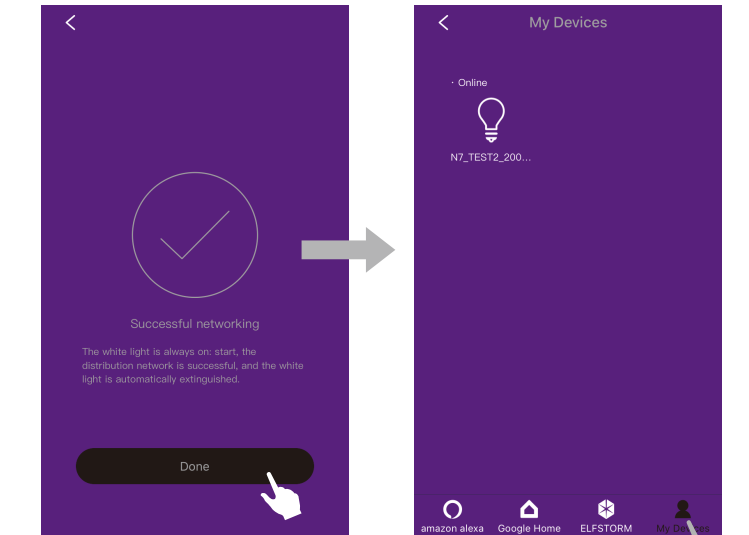 Successful networking
The white light is always on: start, the
distribution network is successful, and the white
light is automatically extinguished.
Done
My Devices
· Online
N7_TEST2_200...
amazon alexa
Google Home
ELFSTORM
My Devices